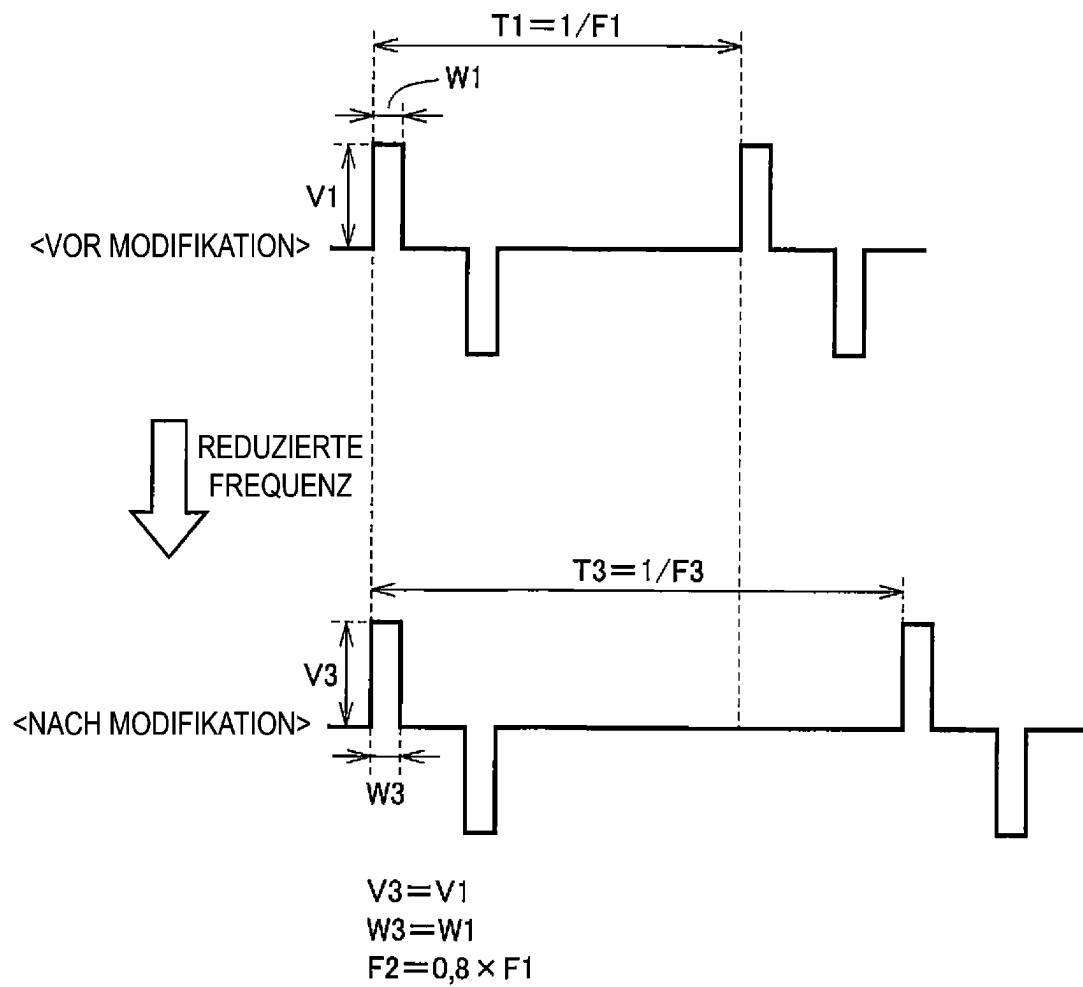 T1=1/F1
W1
V1
<VOR MODIFIKATION>
REDUZIERTE
FREQUENZ
T3=1/F3
V3
<NACH MODIFIKATION>
W3
V3=V1
W3=W1
F2=0,8×F1